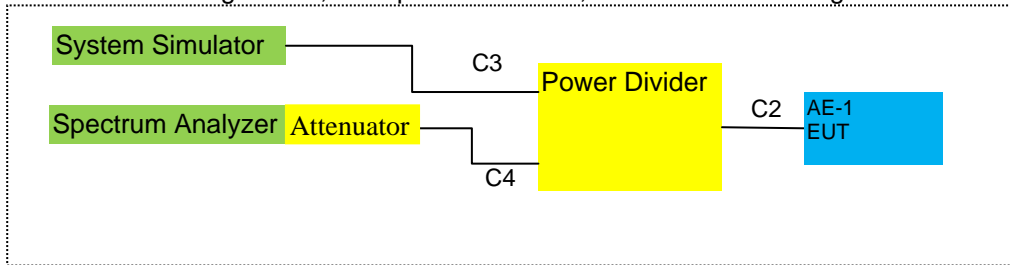 System Simulator
C3
Power Divider
C2
AE-1
EUT
Spectrum Analyzer
Attenuator
C4